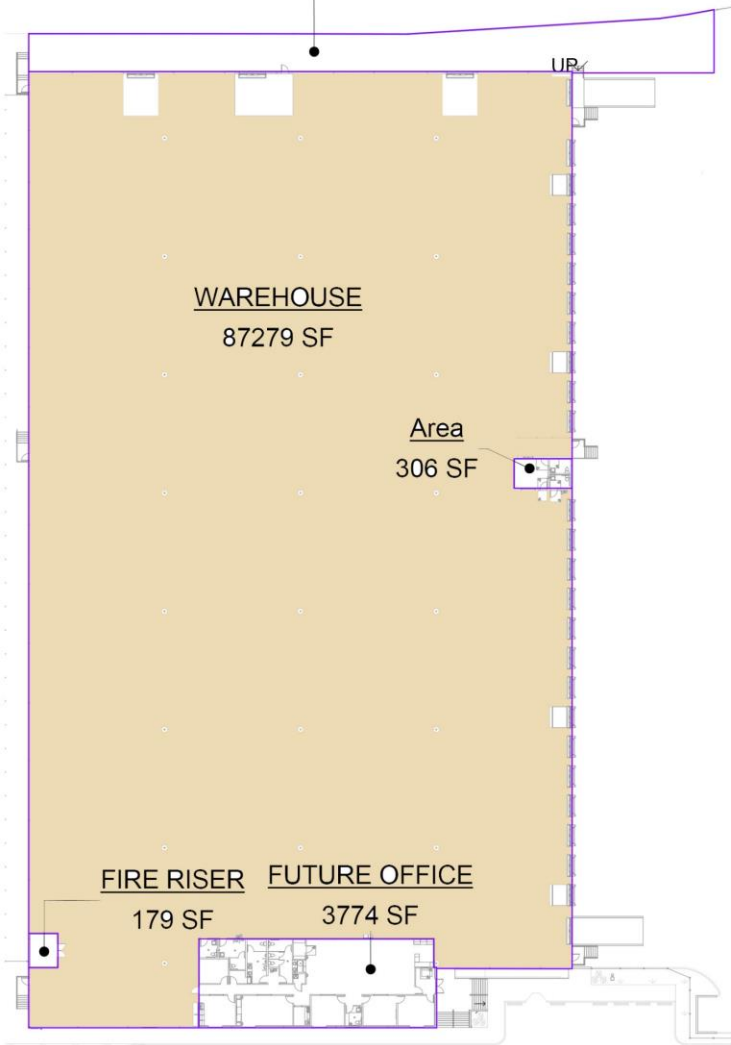 UP
WAREHOUSE
87279 SF
Area
306 SF
FIRE RISER
179 SF
FUTURE OFFICE
3774 SF